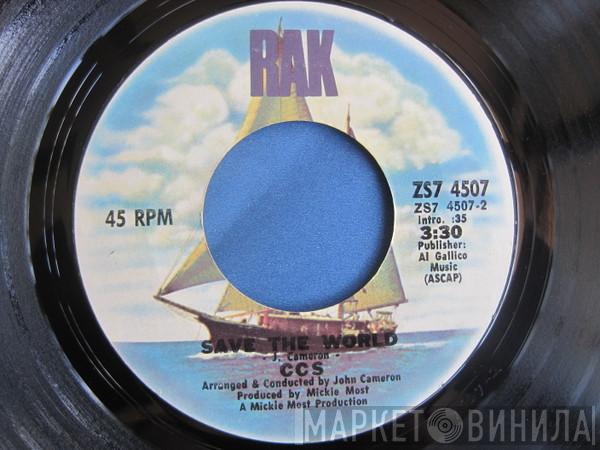 RAK
45 RPM
ZS7 4507
ZS7 4507-2
Intro. :35
3:30
Publisher:
Al Gallico
Music
(ASCAP)
SAVE THE WORLD
- J. Cameron -
CCS
Arranged & Conducted by John Cameron
Produced by Mickie Most
A Mickie Most Production
МАРКЕТ ВИНИЛА